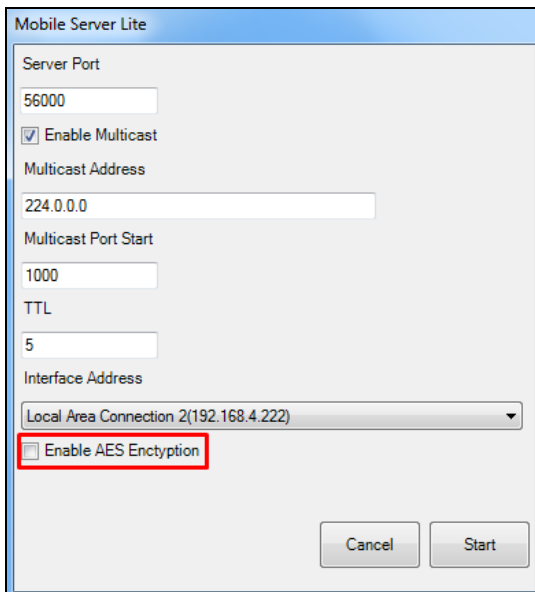 Mobile Server Lite
Server Port
56000
Enable Multicast
Multicast Address
224.0.0.0
Multicast Port Start
1000
TTL
5
Interface Address
Local Area Connection 2(192.168.4.222)
Enable AES Enctyption
Cancel Start